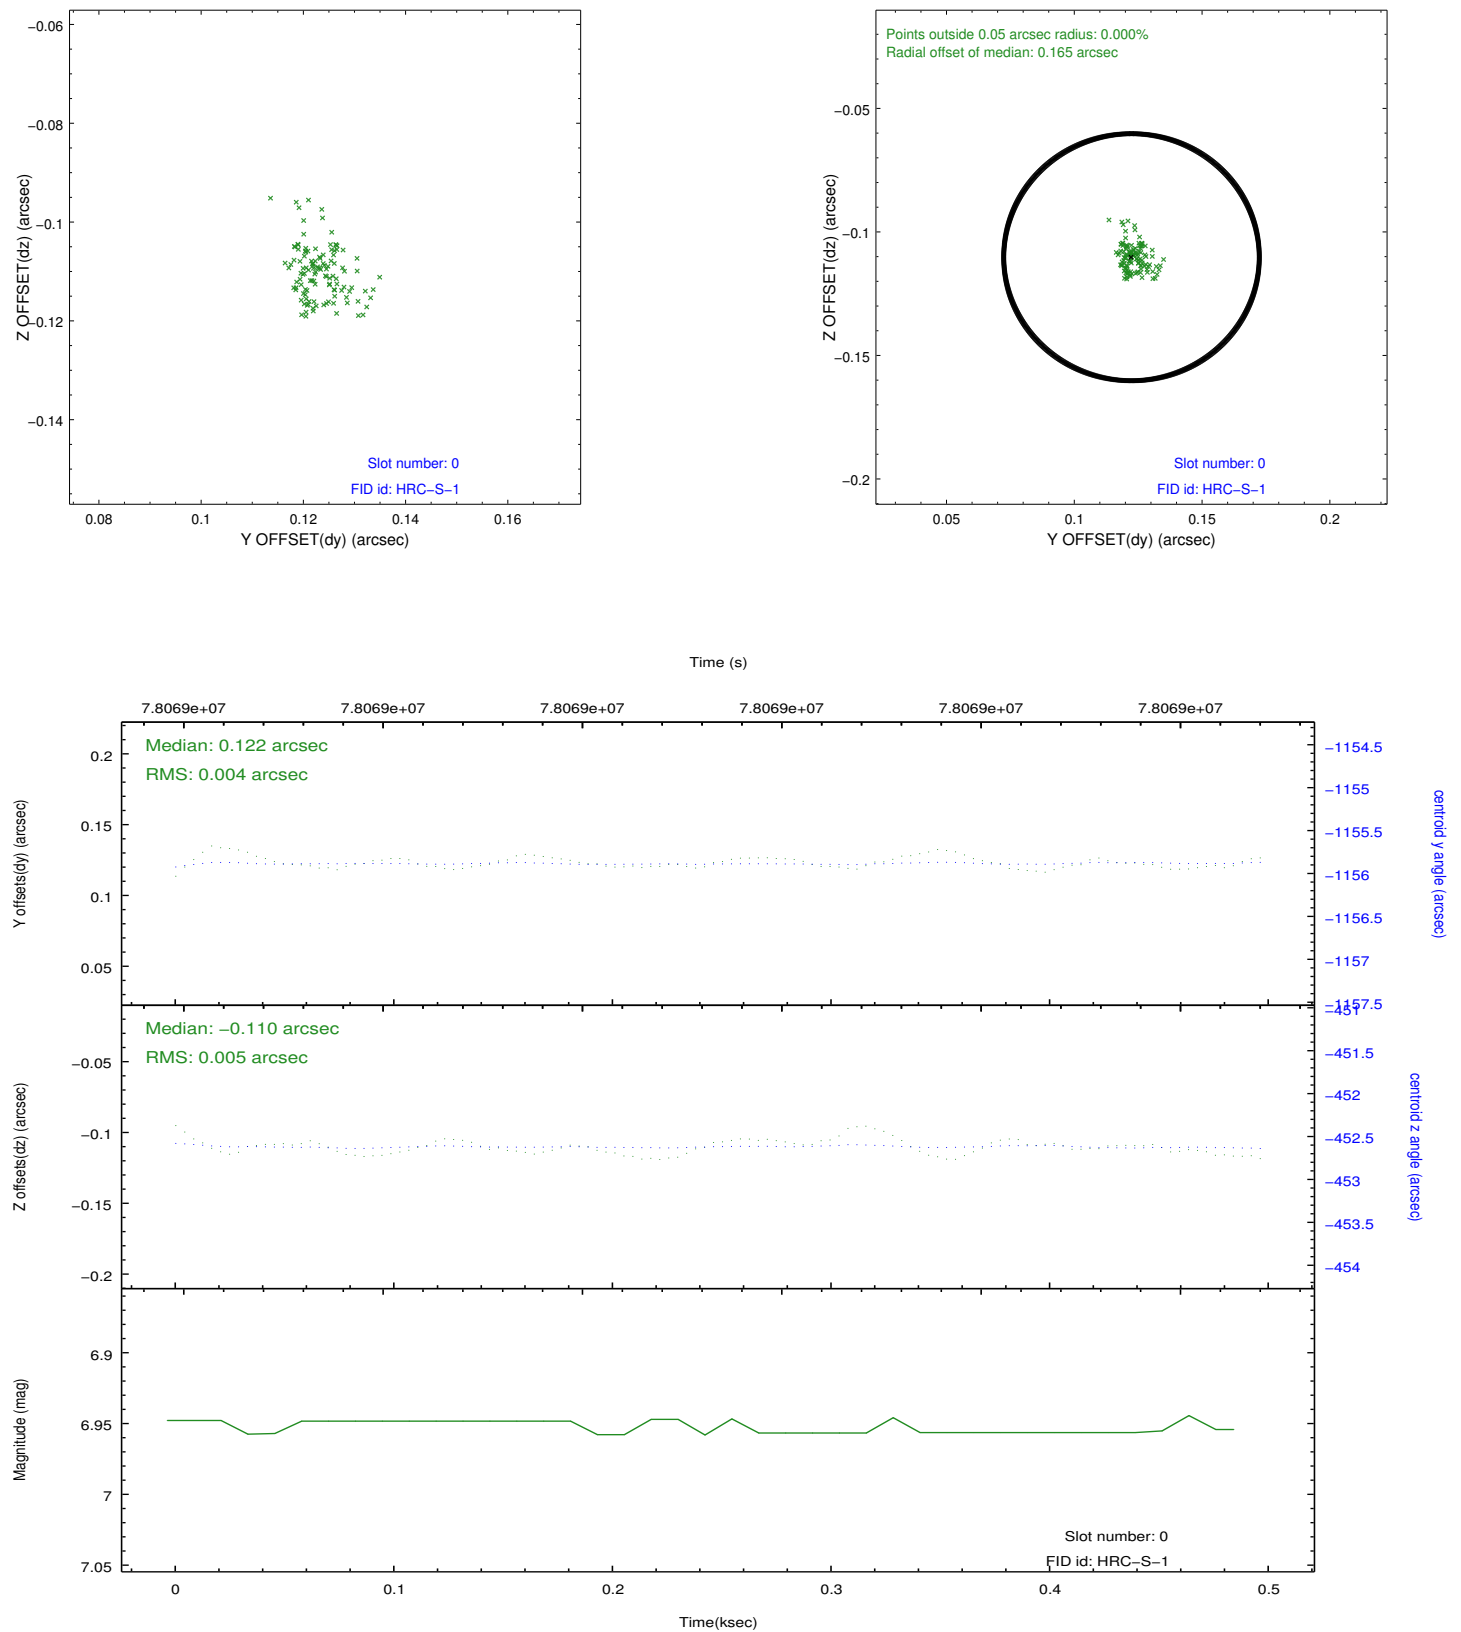 −0.06
−0.08
−0.1
−0.12
−0.14
Z OFFSET(dz) (arcsec)
Slot number: 0
FID id: HRC−S−1
0.08 0.1 0.12 0.14 0.16
Y OFFSET(dy) (arcsec)
Points outside 0.05 arcsec radius: 0.000%
Radial offset of median: 0.165 arcsec
−0.05
−0.1
−0.15
−0.2
Z OFFSET(dz) (arcsec)
Slot number: 0
FID id: HRC−S−1
0.05 0.1 0.15 0.2
Y OFFSET(dy) (arcsec)
Time (s)
7.8069e+07 7.8069e+07 7.8069e+07 7.8069e+07 7.8069e+07 7.8069e+07
Median: 0.122 arcsec
RMS: 0.004 arcsec
0.2
0.15
0.1
0.05
Y offsets(dy) (arcsec)
−1154.5
−1155
−1155.5
−1156
−1156.5
−1157
−1157.5
centroid y angle (arcsec)
Median: −0.110 arcsec
RMS: 0.005 arcsec
−0.05
−0.1
−0.15
−0.2
Z offsets(dz) (arcsec)
−451
−451.5
−452
−452.5
−453
−453.5
−454
centroid z angle (arcsec)
6.9
6.95
7
7.05
Magnitude (mag)
Slot number: 0
FID id: HRC−S−1
0 0.1 0.2 0.3 0.4 0.5
Time(ksec)